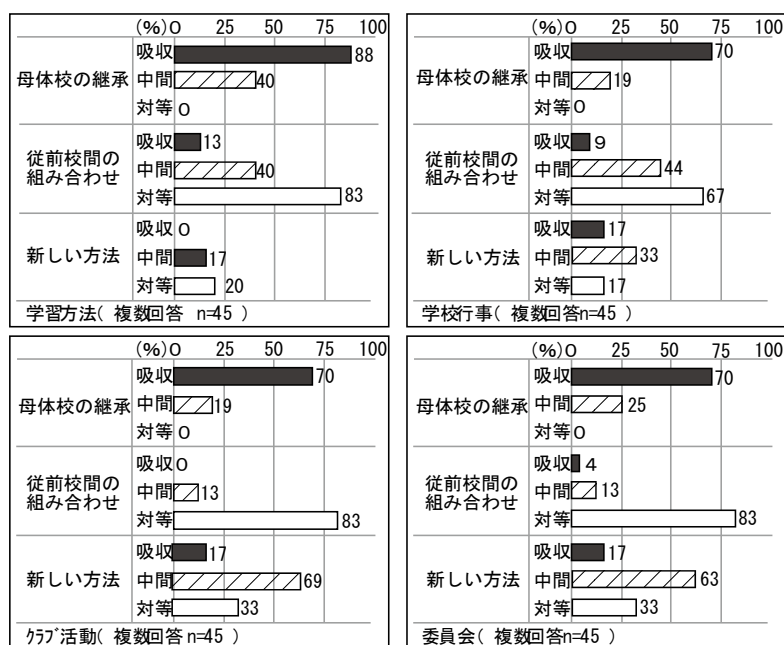 (%) 0 25 50 75 100
母体校の継承
吸収 88
中間 40
対等 0
従前校間の
組み合わせ
吸収 13
中間 40
対等 83
新しい方法
吸収 0
中間 17
対等 20
学習方法( 複数回答 n=45 )
(%) 0 25 50 75 100
母体校の継承
吸収 70
中間 19
対等 0
従前校間の
組み合わせ
吸収 9
中間 44
対等 67
新しい方法
吸収 17
中間 33
対等 17
学校行事( 複数回答n=45 )
(%) 0 25 50 75 100
母体校の継承
吸収 70
中間 19
対等 0
従前校間の
組み合わせ
吸収 0
中間 13
対等 83
新しい方法
吸収 17
中間 69
対等 33
クラブ活動( 複数回答 n=45 )
(%) 0 25 50 75 100
母体校の継承
吸収 70
中間 25
対等 0
従前校間の
組み合わせ
吸収 4
中間 13
対等 83
新しい方法
吸収 17
中間 63
対等 33
委員会( 複数回答n=45 )